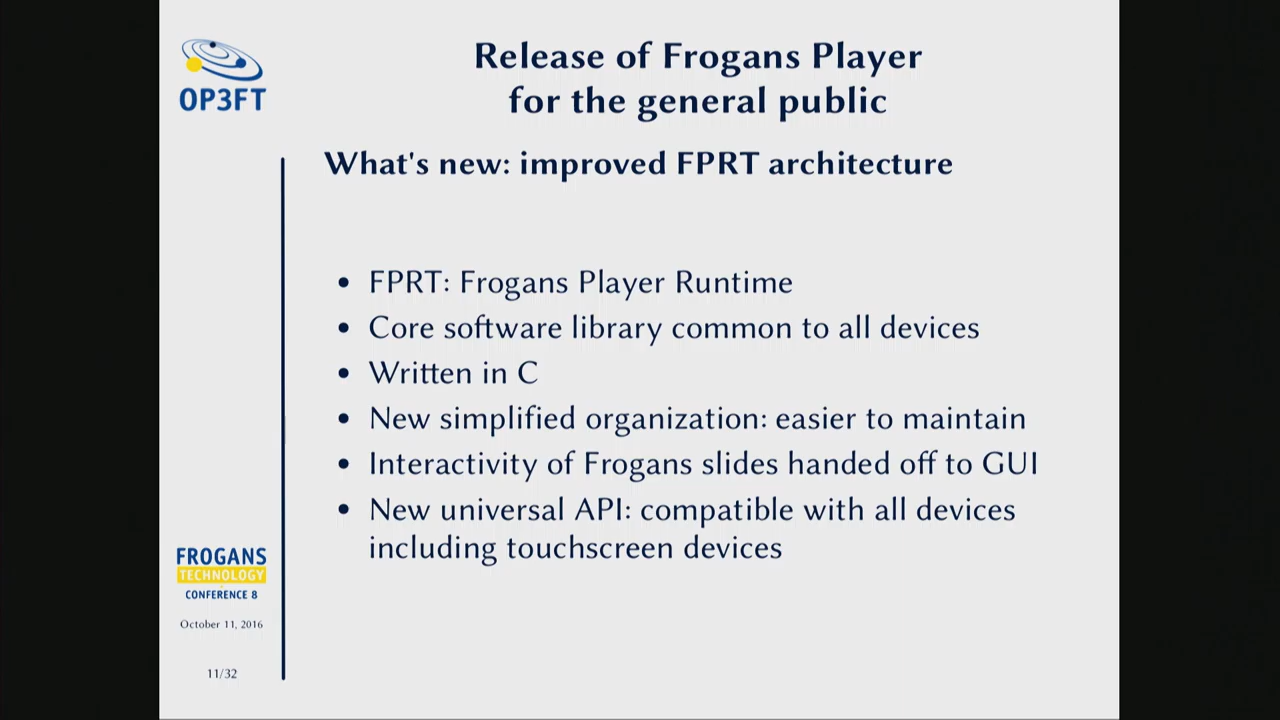 OP3FT
Release of Frogans Player
for the general public
What's new: improved FPRT architecture
• FPRT: Frogans Player Runtime
• Core software library common to all devices
• Written in C
• New simplified organization: easier to maintain
• Interactivity of Frogans slides handed off to GUI
• New universal API: compatible with all devices
including touchscreen devices
FROGANS
TECHNOLOGY
CONFERENCE 8
October 11, 2016
11/32